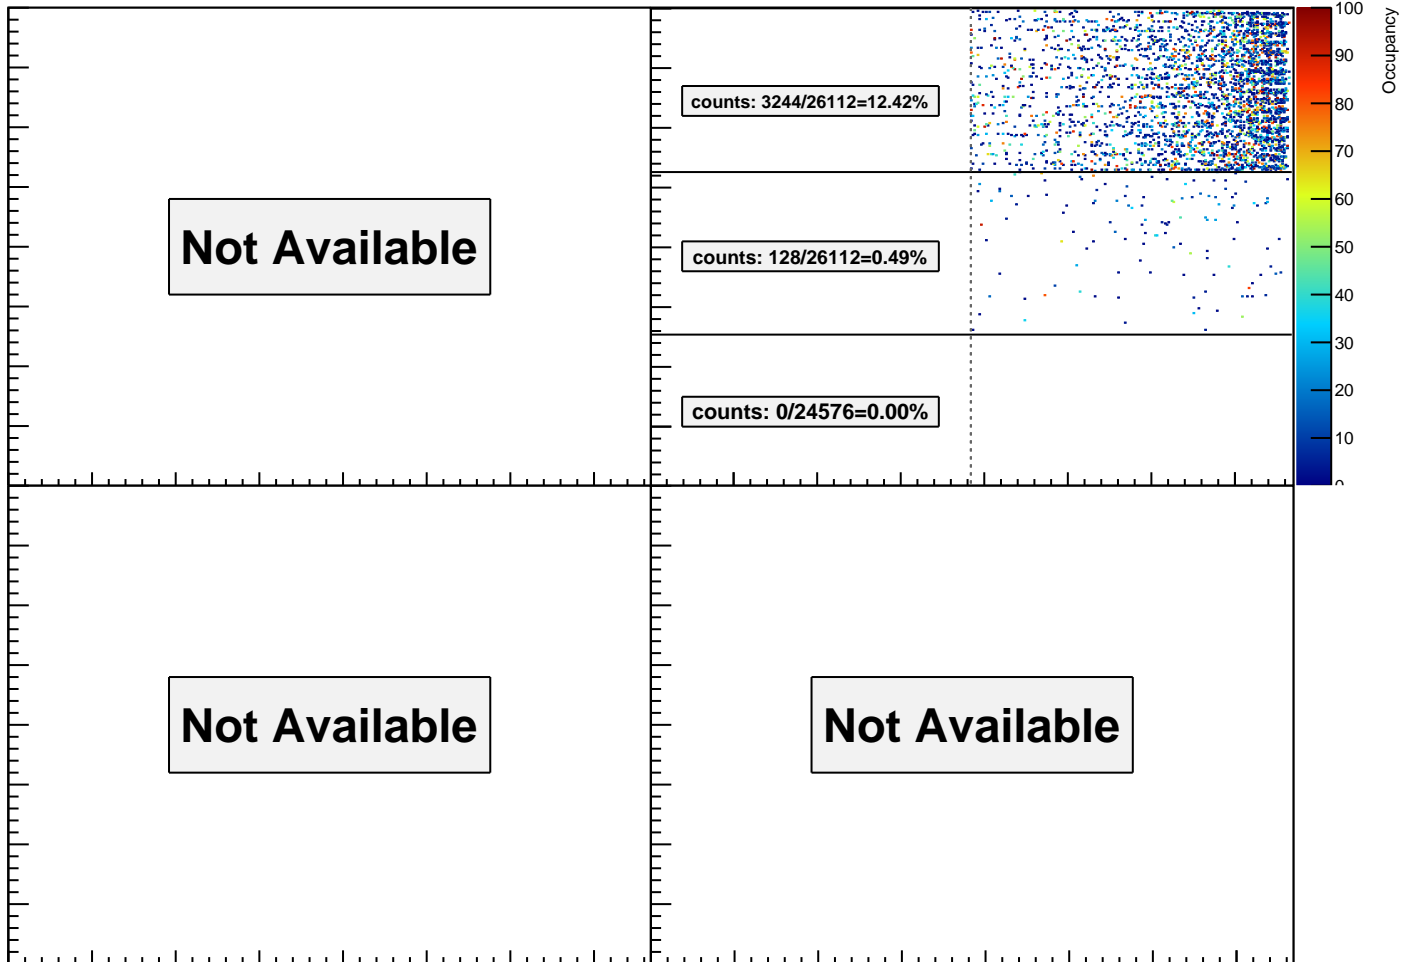 Not Available
counts: 3244/26112=12.42%
counts: 128/26112=0.49%
counts: 0/24576=0.00%
100
90
80
70
60
50
40
30
20
10
0
Occupancy
Not Available
Not Available